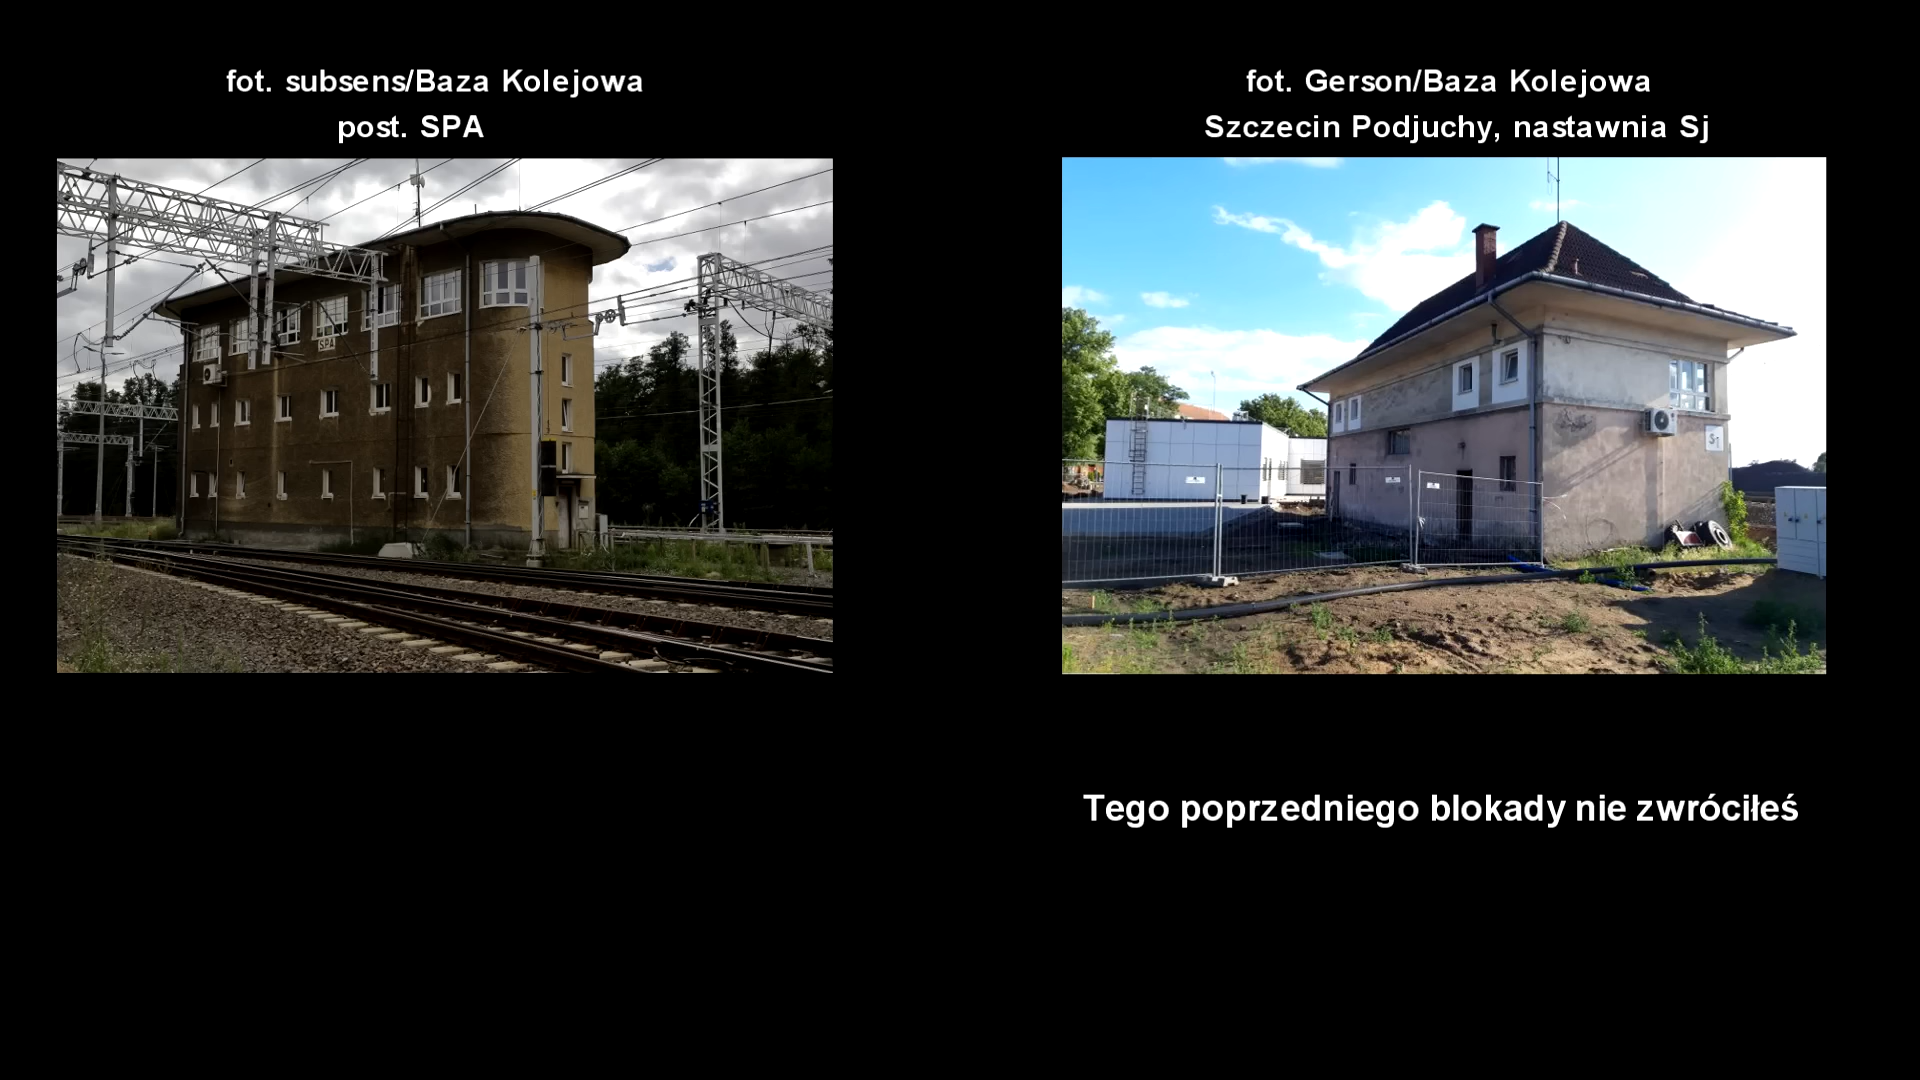 fot. subsens/Baza Kolejowa
post. SPA
SPA
fot. Gerson/Baza Kolejowa
Szczecin Podjuchy, nastawnia Sj
Tego poprzedniego blokady nie zwróciłeś